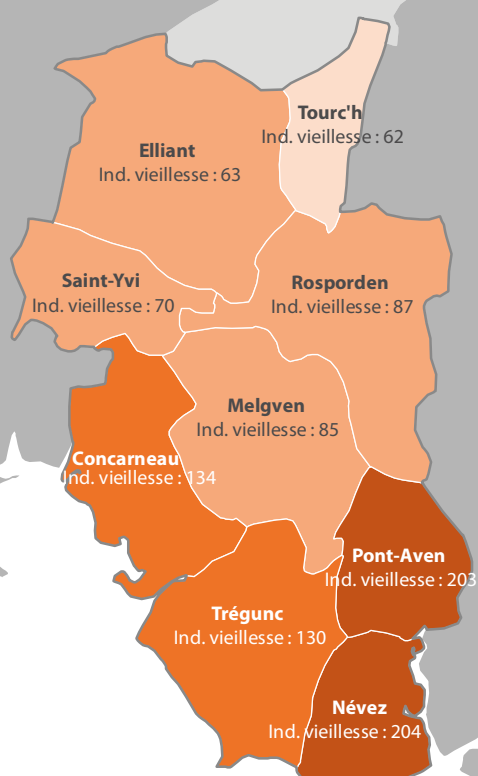 Tourc'h
Ind. vieillesse : 62
Elliant
Ind. vieillesse : 63
Saint-Yvi
Ind. vieillesse : 70
Rosporden
Ind. vieillesse : 87
Melgven
Ind. vieillesse : 85
Concarneau
Ind. vieillesse : 134
Pont-Aven
Ind. vieillesse : 203
Trégunc
Ind. vieillesse : 130
Névez
Ind. vieillesse : 204